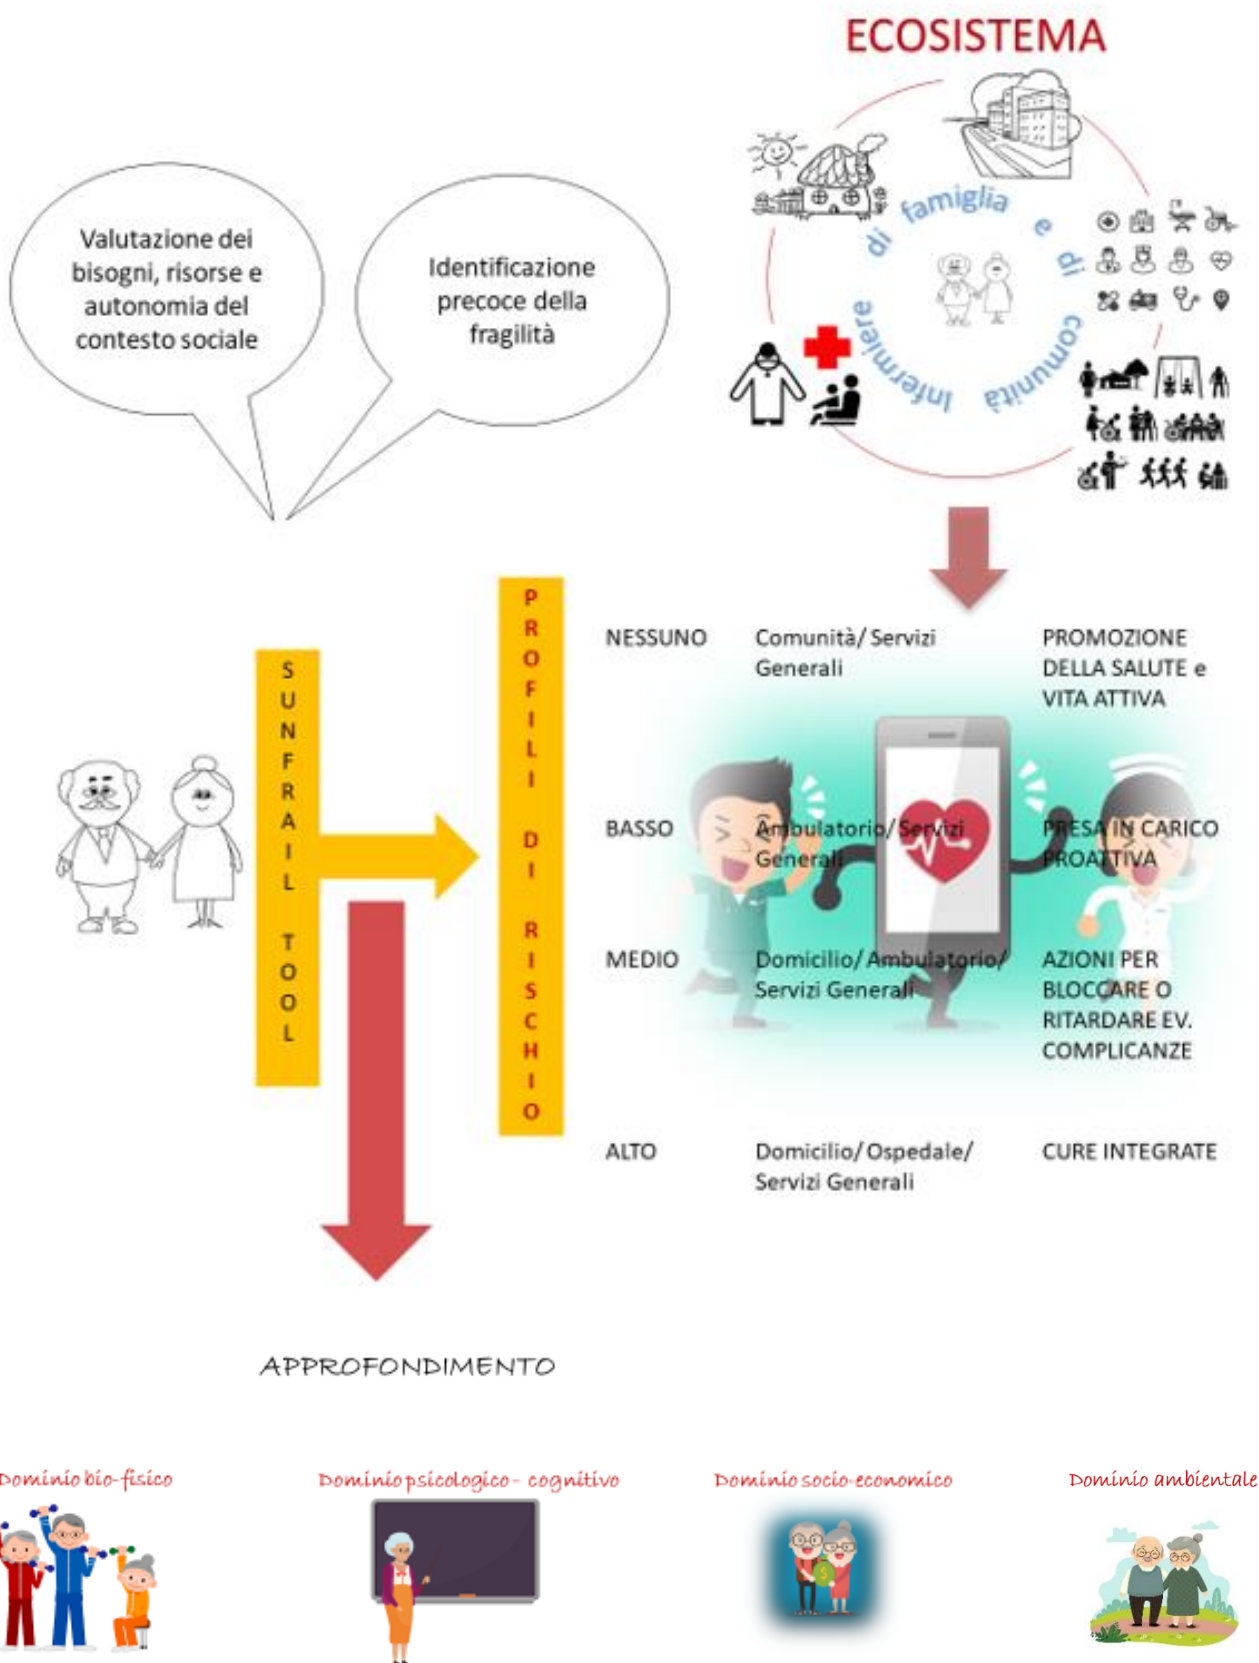 ECOSISTEMA
Infermiere di famiglia e di comunità
Valutazione dei
bisogni, risorse e
autonomia del
contesto sociale
Identificazione
precoce della
fragilità
SUNFRAIL TOOL
PROFILI DI RISCHIO
NESSUNO
Comunità/ Servizi
Generali
PROMOZIONE
DELLA SALUTE e
VITA ATTIVA
BASSO
Ambulatorio/ Servizi
Generali
PRESA IN CARICO
PROATTIVA
MEDIO
Domicilio/ Ambulatorio/
Servizi Generali
AZIONI PER
BLOCCARE O
RITARDARE EV.
COMPLICANZE
ALTO
Domicilio/ Ospedale/
Servizi Generali
CURE INTEGRATE
APPROFONDIMENTO
Dominio bio-fisico
Dominio psicologico - cognitivo
Dominio socio-economico
Dominio ambientale